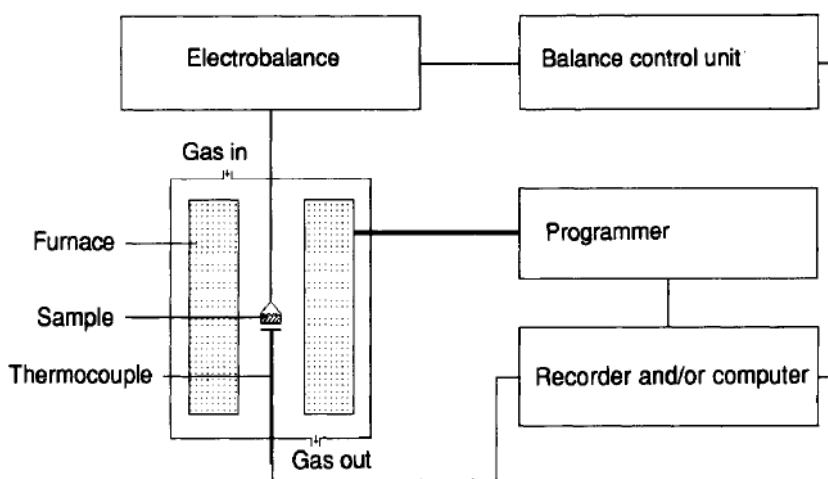 Electrobalance
Balance control unit
Gas in
Furnace
Programmer
Sample
Thermocouple
Recorder and/or computer
Gas out